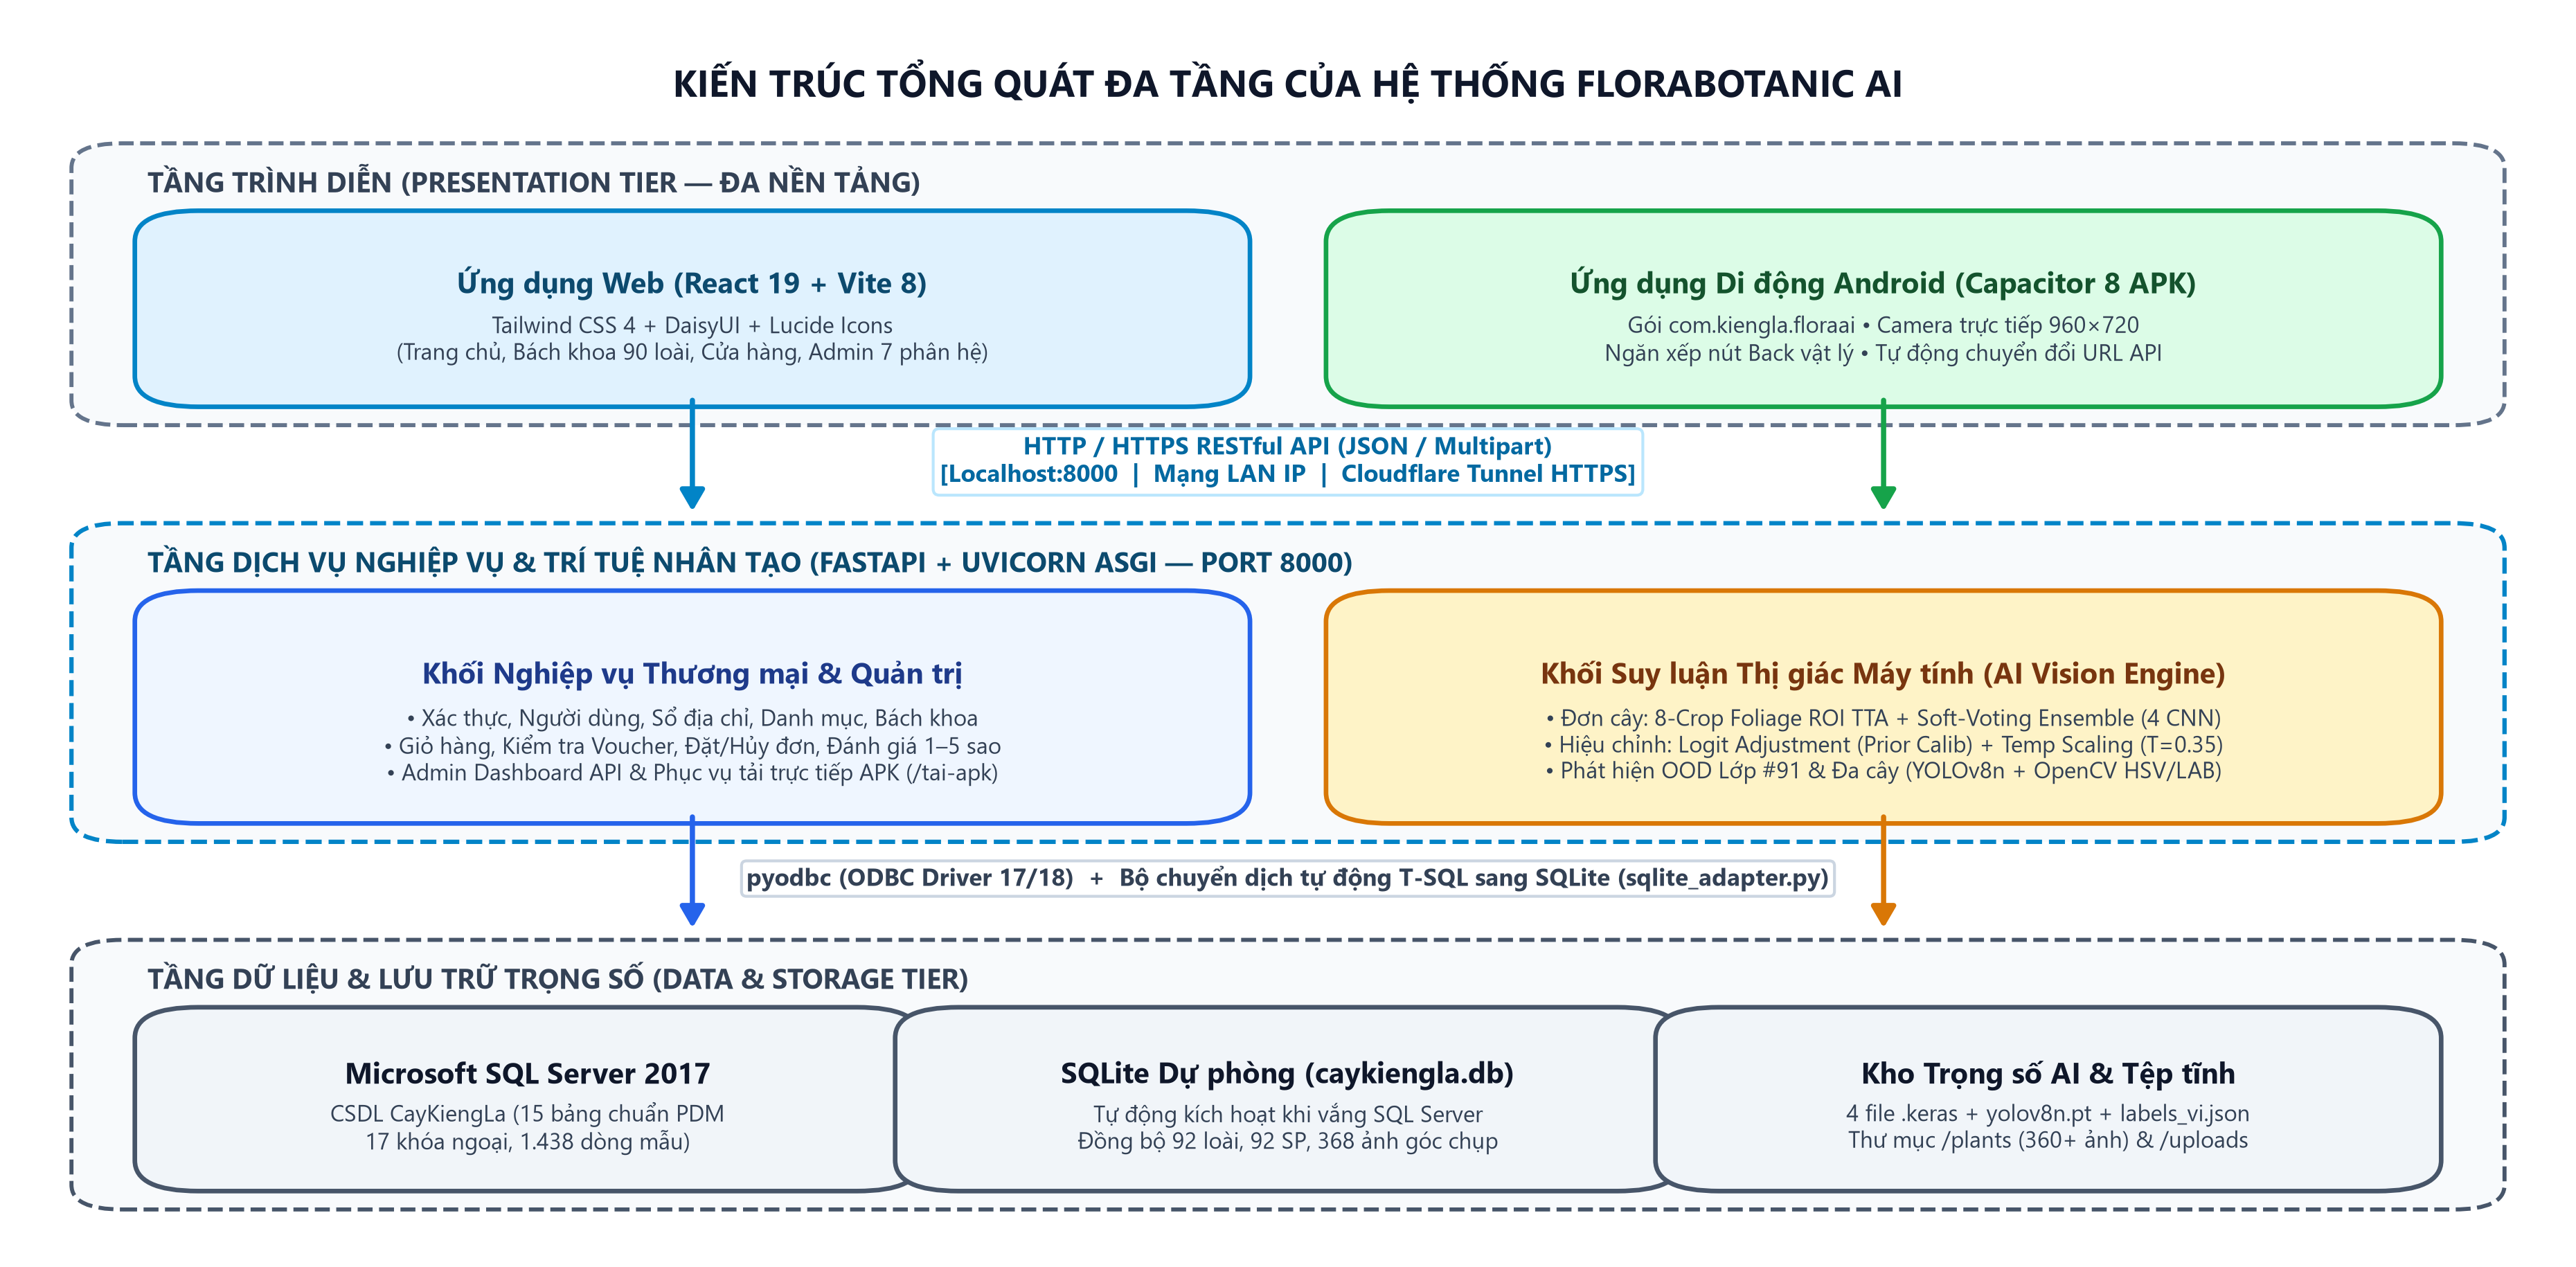 KIẾN TRÚC TỔNG QUÁT ĐA TẦNG CỦA HỆ THỐNG FLORABOTANIC AI
TẦNG TRÌNH DIỄN (PRESENTATION TIER — ĐA NỀN TẢNG)
Ứng dụng Web (React 19 + Vite 8)
Tailwind CSS 4 + DaisyUI + Lucide Icons
(Trang chủ, Bách khoa 90 loài, Cửa hàng, Admin 7 phân hệ)
Ứng dụng Di động Android (Capacitor 8 APK)
Gói com.kiengla.floraai • Camera trực tiếp 960×720
Ngăn xếp nút Back vật lý • Tự động chuyển đổi URL API
HTTP / HTTPS RESTful API (JSON / Multipart)
[Localhost:8000 | Mạng LAN IP | Cloudflare Tunnel HTTPS]
TẦNG DỊCH VỤ NGHIỆP VỤ & TRÍ TUỆ NHÂN TẠO (FASTAPI + UVICORN ASGI — PORT 8000)
Khối Nghiệp vụ Thương mại & Quản trị
• Xác thực, Người dùng, Sổ địa chỉ, Danh mục, Bách khoa
• Giỏ hàng, Kiểm tra Voucher, Đặt/Hủy đơn, Đánh giá 1–5 sao
• Admin Dashboard API & Phục vụ tải trực tiếp APK (/tai-apk)
Khối Suy luận Thị giác Máy tính (AI Vision Engine)
• Đơn cây: 8-Crop Foliage ROI TTA + Soft-Voting Ensemble (4 CNN)
• Hiệu chỉnh: Logit Adjustment (Prior Calib) + Temp Scaling (T=0.35)
• Phát hiện OOD Lớp #91 & Đa cây (YOLOv8n + OpenCV HSV/LAB)
pyodbc (ODBC Driver 17/18) + Bộ chuyển dịch tự động T-SQL sang SQLite (sqlite_adapter.py)
TẦNG DỮ LIỆU & LƯU TRỮ TRỌNG SỐ (DATA & STORAGE TIER)
Microsoft SQL Server 2017
CSDL CayKiengLa (15 bảng chuẩn PDM
17 khóa ngoại, 1.438 dòng mẫu)
SQLite Dự phòng (caykiengla.db)
Tự động kích hoạt khi vắng SQL Server
Đồng bộ 92 loài, 92 SP, 368 ảnh góc chụp
Kho Trọng số AI & Tệp tĩnh
4 file .keras + yolov8n.pt + labels_vi.json
Thư mục /plants (360+ ảnh) & /uploads